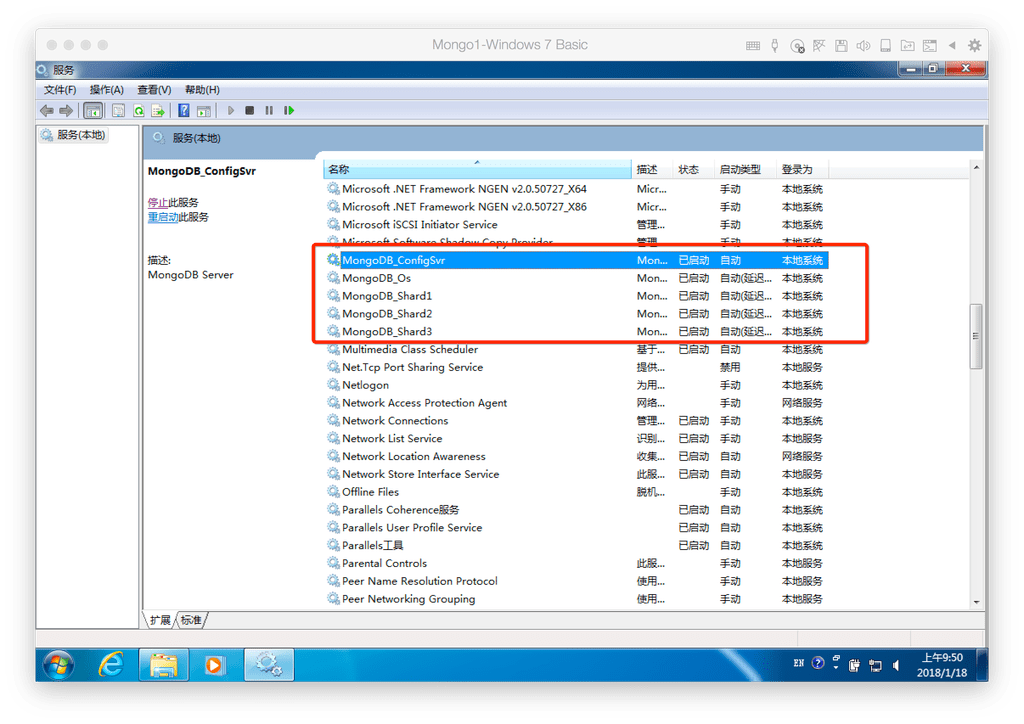 Mongo1-Windows 7 Basic
服务
文件(F) 操作(A) 查看(V) 帮助(H)
服务(本地)
服务(本地)
MongoDB_ConfigSvr
停止此服务
重启动此服务
描述:
MongoDB Server
名称 描述 状态 启动类型 登录为
Microsoft .NET Framework NGEN v2.0.50727_X64 Micr... 手动 本地系统
Microsoft .NET Framework NGEN v2.0.50727_X86 Micr... 手动 本地系统
Microsoft iSCSI Initiator Service 管理... 手动 本地系统
Microsoft Software Shadow Copy Provider 管理... 手动 本地系统
MongoDB_ConfigSvr Mon... 已启动 自动 本地系统
MongoDB_Os Mon... 已启动 自动(延迟... 本地系统
MongoDB_Shard1 Mon... 已启动 自动(延迟... 本地系统
MongoDB_Shard2 Mon... 已启动 自动(延迟... 本地系统
MongoDB_Shard3 Mon... 已启动 自动(延迟... 本地系统
Multimedia Class Scheduler 基于... 已启动 自动 本地系统
Net.Tcp Port Sharing Service 提供... 禁用 本地服务
Netlogon 为用... 手动 本地系统
Network Access Protection Agent 网络... 手动 网络服务
Network Connections 管理... 已启动 手动 本地系统
Network List Service 识别... 已启动 手动 本地服务
Network Location Awareness 收集... 已启动 自动 网络服务
Network Store Interface Service 此服... 已启动 自动 本地服务
Offline Files 脱机... 手动 本地系统
Parallels Coherence服务 已启动 自动 本地系统
Parallels User Profile Service 已启动 自动 本地系统
Parallels工具 已启动 自动 本地系统
Parental Controls 此服... 手动 本地服务
Peer Name Resolution Protocol 使用... 手动 本地服务
Peer Networking Grouping 使用... 手动 本地服务
扩展 标准
EN
上午9:50
2018/1/18